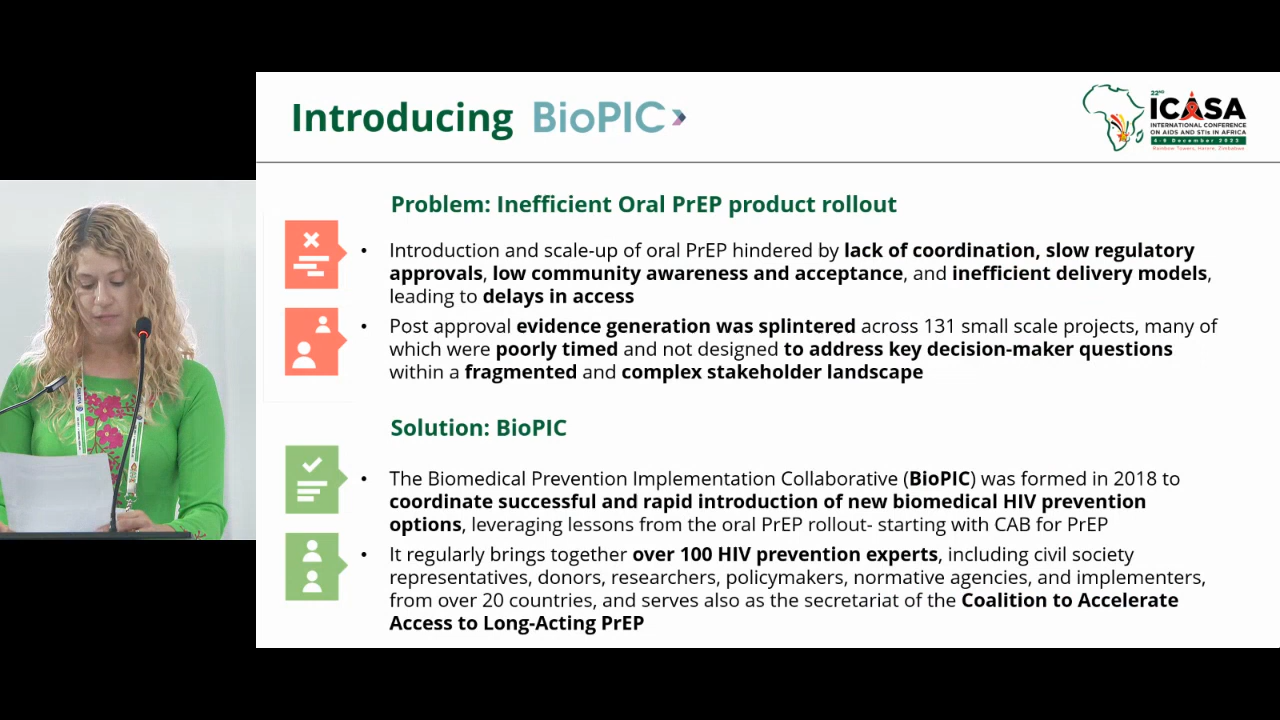 Introducing BioPIC
22ND
ICASA
INTERNATIONAL CONFERENCE
ON AIDS AND STIs IN AFRICA
4-9 December 2023
Rainbow Towers, Harare, Zimbabwe
Problem: Inefficient Oral PrEP product rollout
• Introduction and scale-up of oral PrEP hindered by lack of coordination, slow regulatory
approvals, low community awareness and acceptance, and inefficient delivery models,
leading to delays in access
• Post approval evidence generation was splintered across 131 small scale projects, many of
which were poorly timed and not designed to address key decision-maker questions
within a fragmented and complex stakeholder landscape
Solution: BioPIC
• The Biomedical Prevention Implementation Collaborative (BioPIC) was formed in 2018 to
coordinate successful and rapid introduction of new biomedical HIV prevention
options, leveraging lessons from the oral PrEP rollout- starting with CAB for PrEP
• It regularly brings together over 100 HIV prevention experts, including civil society
representatives, donors, researchers, policymakers, normative agencies, and implementers,
from over 20 countries, and serves also as the secretariat of the Coalition to Accelerate
Access to Long-Acting PrEP